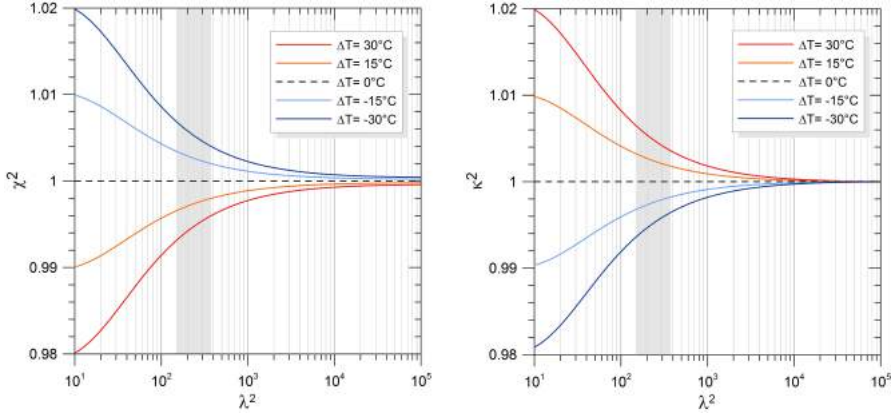 1.02
1.01
1
0.99
0.98
χ²
ΔT= 30°C
ΔT= 15°C
ΔT= 0°C
ΔT= -15°C
ΔT= -30°C
10¹ 10² 10³ 10⁴ 10⁵
λ²
1.02
1.01
1
0.99
0.98
κ²
ΔT= 30°C
ΔT= 15°C
ΔT= 0°C
ΔT= -15°C
ΔT= -30°C
10¹ 10² 10³ 10⁴ 10⁵
λ²